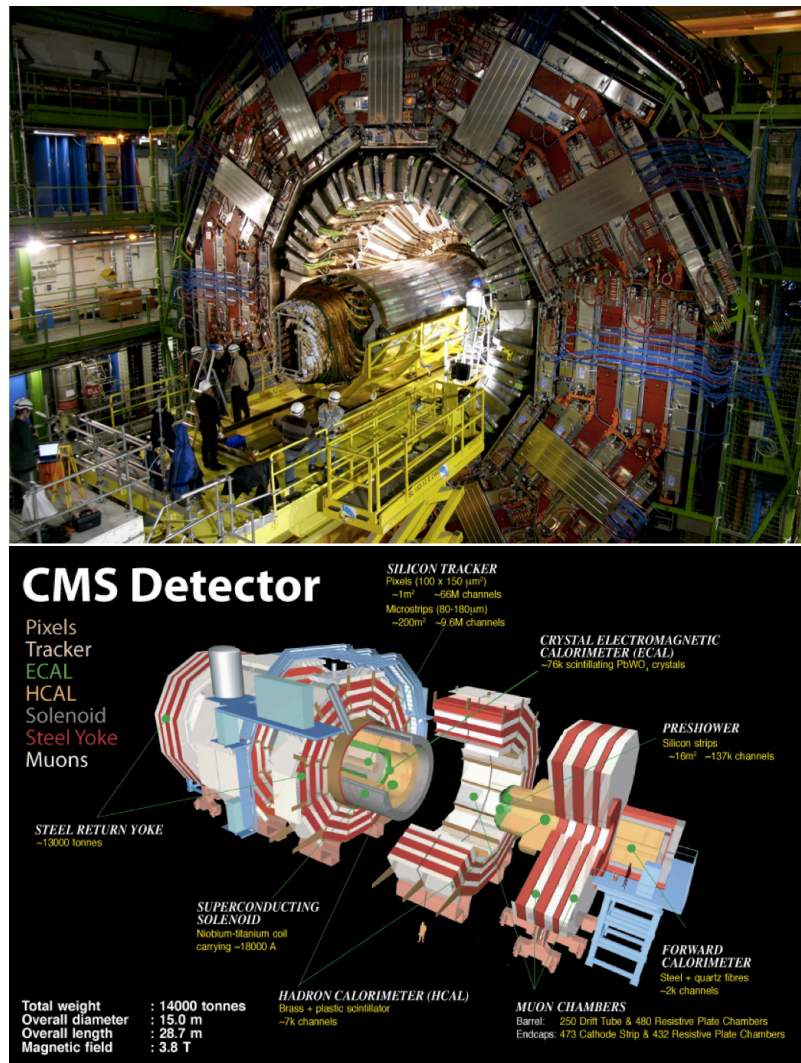 CMS Detector
Pixels
Tracker
ECAL
HCAL
Solenoid
Steel Yoke
Muons
SILICON TRACKER
Pixels (100 x 150 μm²)
~1m² ~66M channels
Microstrips (80-180μm)
~200m² ~9.6M channels
CRYSTAL ELECTROMAGNETIC
CALORIMETER (ECAL)
~76k scintillating PbWO₄ crystals
PRESHOWER
Silicon strips
~16m² ~137k channels
STEEL RETURN YOKE
~13000 tonnes
SUPERCONDUCTING
SOLENOID
Niobium-titanium coil
carrying ~18000 A
HADRON CALORIMETER (HCAL)
Brass + plastic scintillator
~7k channels
FORWARD
CALORIMETER
Steel + quartz fibres
~2k channels
MUON CHAMBERS
Barrel: 250 Drift Tube & 480 Resistive Plate Chambers
Endcaps: 473 Cathode Strip & 432 Resistive Plate Chambers
Total weight : 14000 tonnes
Overall diameter : 15.0 m
Overall length : 28.7 m
Magnetic field : 3.8 T